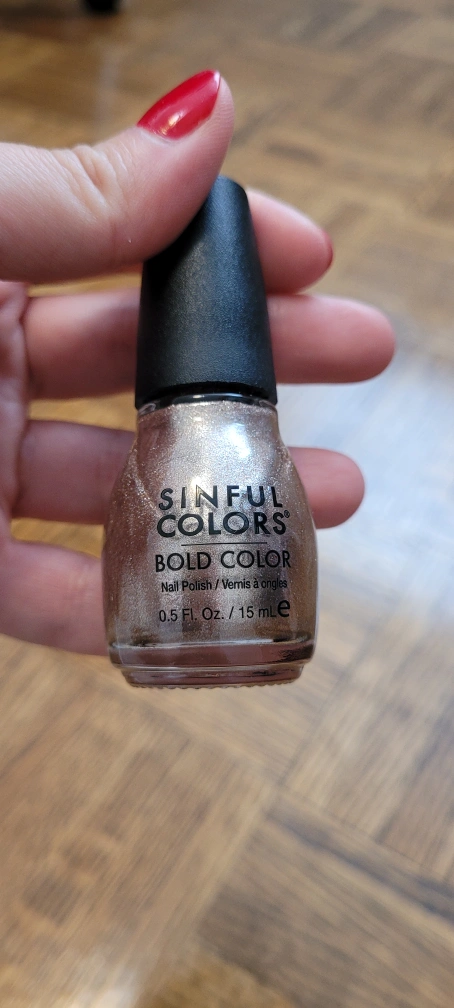 SINFUL
COLORS®
BOLD COLOR
Nail Polish / Vernis à ongles
0.5 Fl. Oz. / 15 mL e